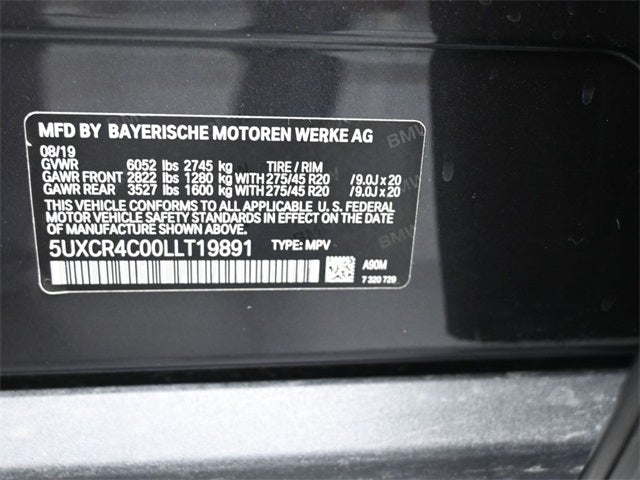 MFD BY BAYERISCHE MOTOREN WERKE AG
08/19
GVWR 6052 lbs 2745 kg TIRE / RIM
GAWR FRONT 2822 lbs 1280 kg WITH 275/45 R20 /9.0J x 20
GAWR REAR 3527 lbs 1600 kg WITH 275/45 R20 /9.0J x 20
THIS VEHICLE CONFORMS TO ALL APPLICABLE U. S. FEDERAL
MOTOR VEHICLE SAFETY STANDARDS IN EFFECT ON THE DATE
OF MANUFACTURE SHOWN ABOVE.
5UXCR4C00LLT19891 TYPE: MPV
A90M
7 320 729
BMW
BMW